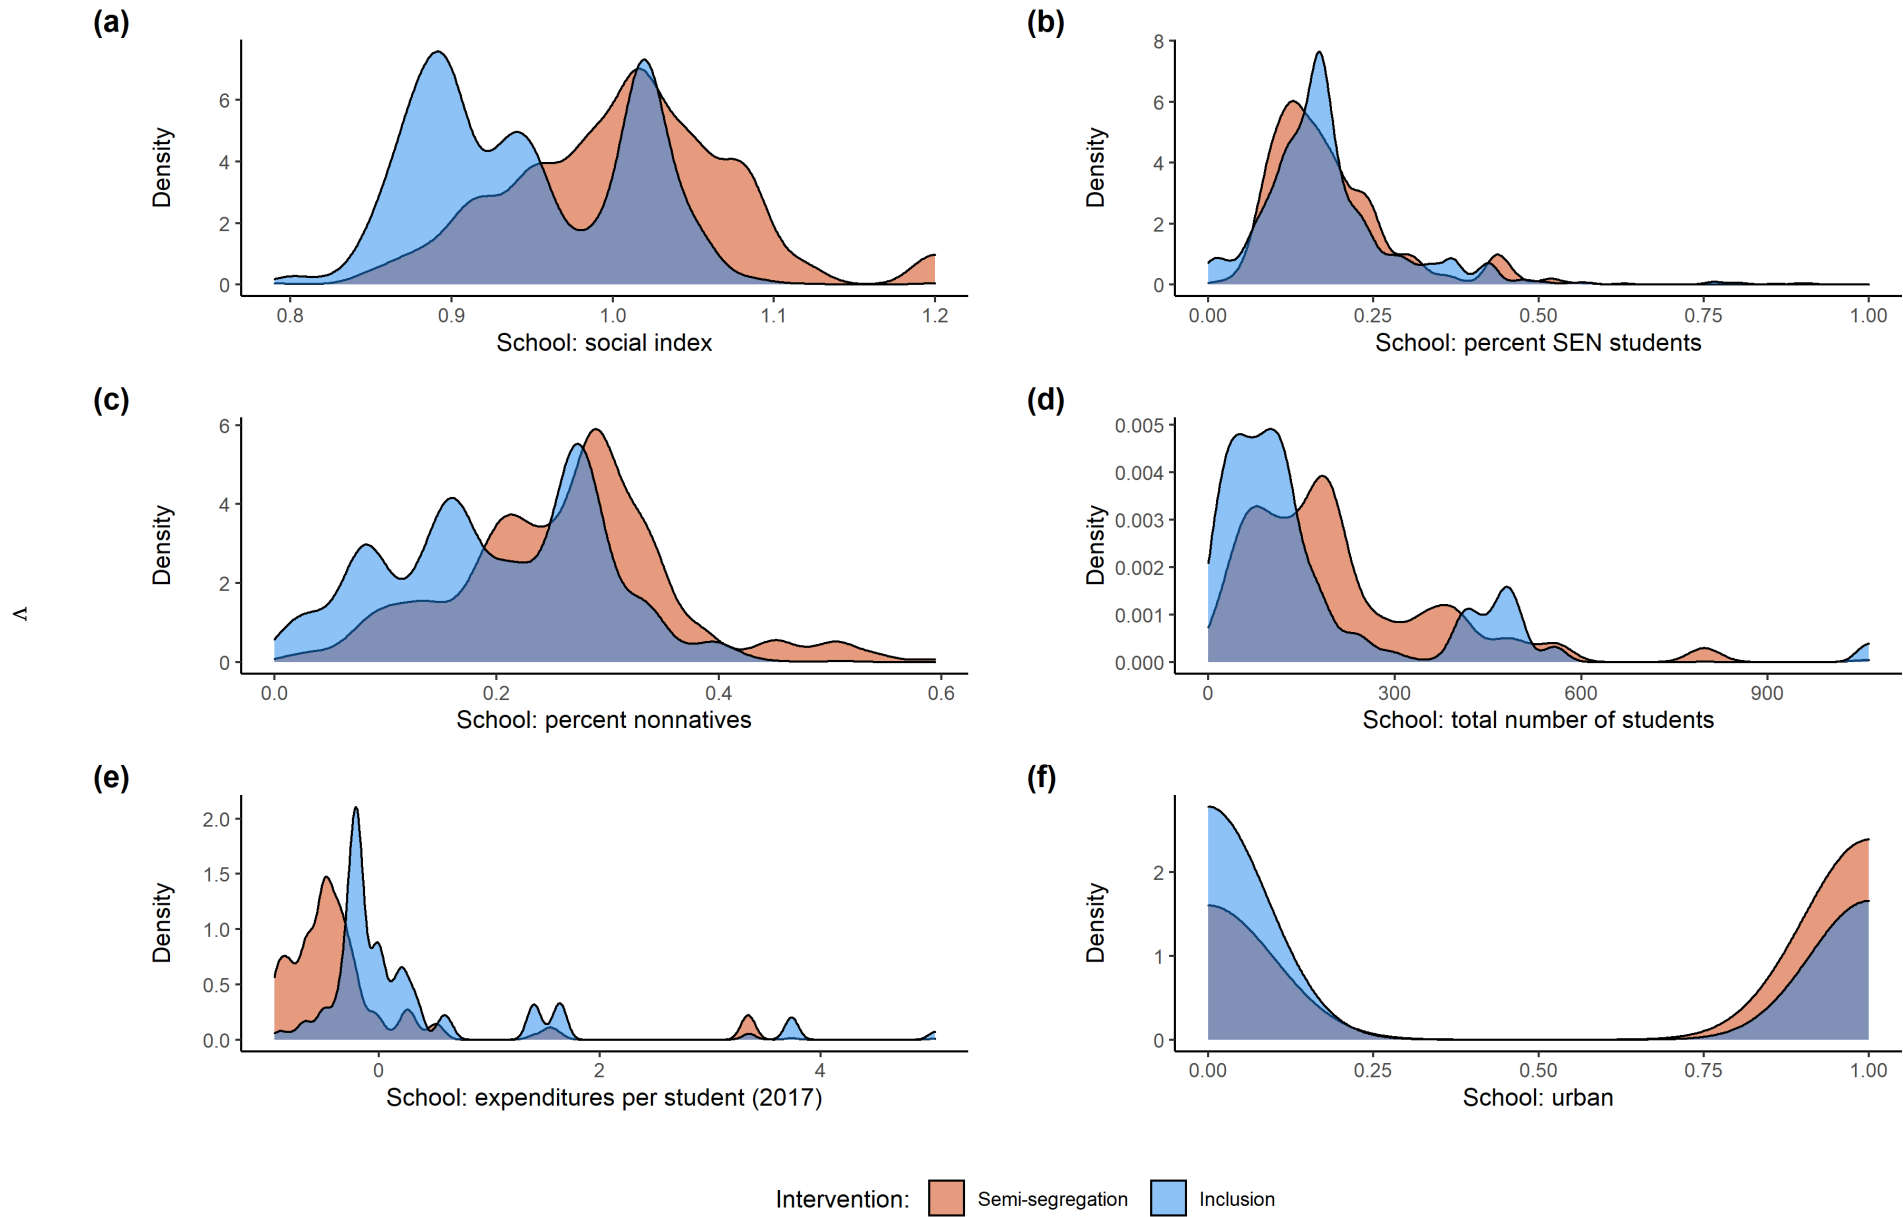 (a)
Density
6
4
2
0
0.8 0.9 1.0 1.1 1.2
School: social index
(b)
Density
8
6
4
2
0
0.00 0.25 0.50 0.75 1.00
School: percent SEN students
(c)
Density
6
4
2
0
0.0 0.2 0.4 0.6
School: percent nonnatives
(d)
Density
0.005
0.004
0.003
0.002
0.001
0.000
0 300 600 900
School: total number of students
(e)
Density
2.0
1.5
1.0
0.5
0.0
0 2 4
School: expenditures per student (2017)
(f)
Density
2
1
0
0.00 0.25 0.50 0.75 1.00
School: urban
Intervention: Semi-segregation Inclusion